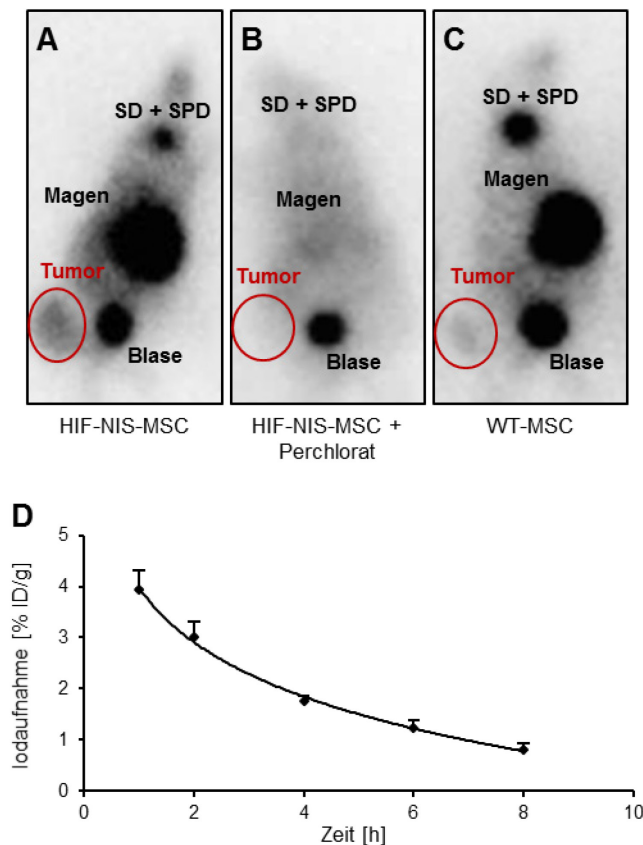 A
SD + SPD
Magen
Tumor
Blase
HIF-NIS-MSC
B
SD + SPD
Magen
Tumor
Blase
HIF-NIS-MSC +
Perchlorat
C
SD + SPD
Magen
Tumor
Blase
WT-MSC
D
Iodaufnahme [% ID/g]
5
4
3
2
1
0
0 2 4 6 8 10
Zeit [h]